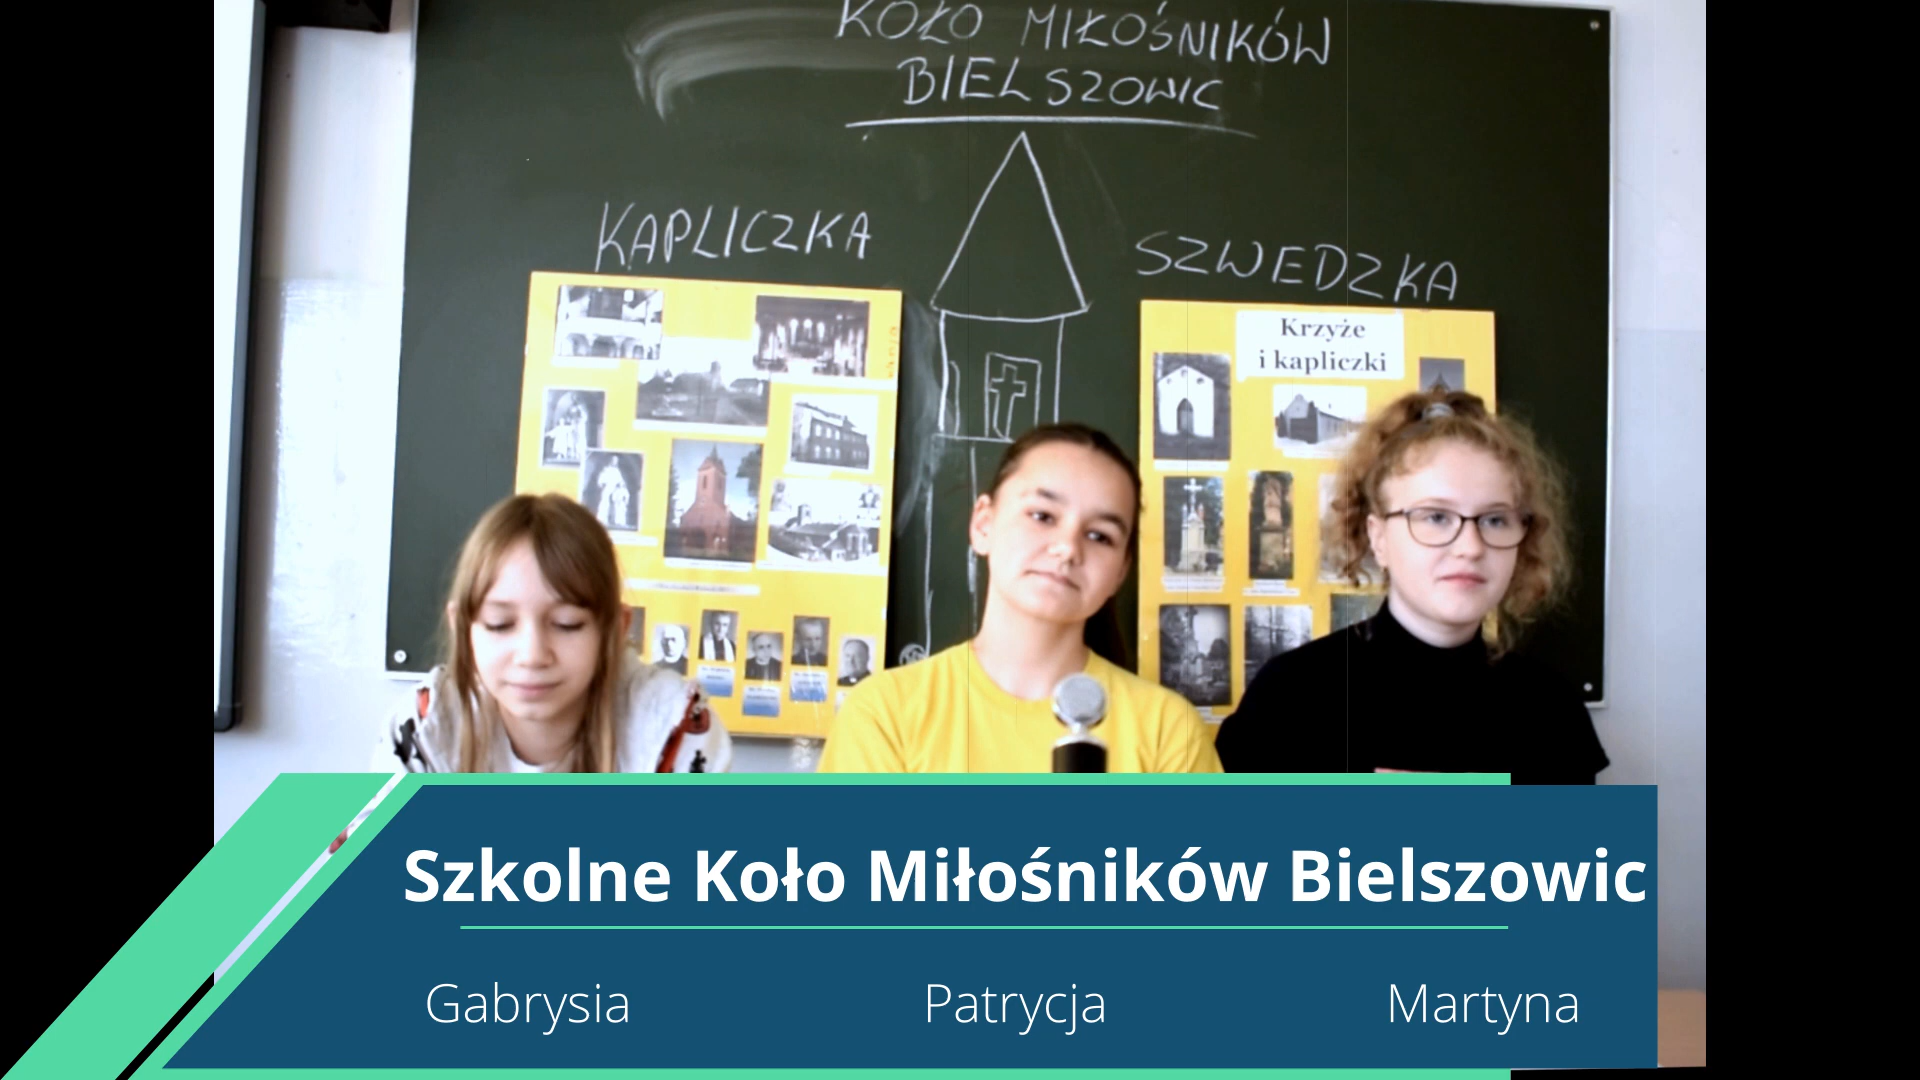 KOŁO MIŁOŚNIKÓW
BIELSZOWIC
KAPLICZKA
SZWEDZKA
Krzyże
i kapliczki
Szkolne Koło Miłośników Bielszowic
Gabrysia Patrycja Martyna